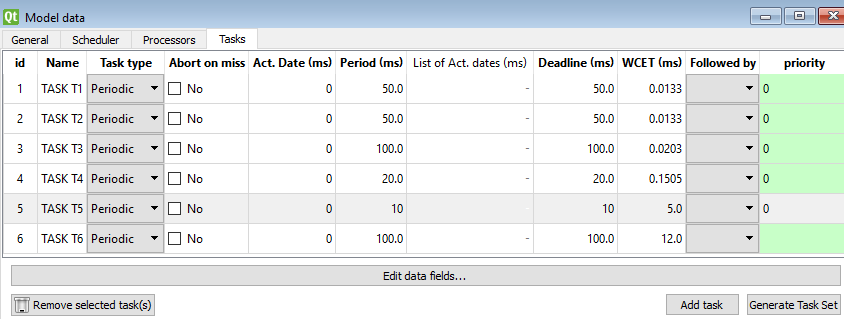 Qt Model data
General Scheduler Processors Tasks
id Name Task type Abort on miss Act. Date (ms) Period (ms) List of Act. dates (ms) Deadline (ms) WCET (ms) Followed by priority
1 TASK T1 Periodic No 0 50.0 - 50.0 0.0133 0
2 TASK T2 Periodic No 0 50.0 - 50.0 0.0133 0
3 TASK T3 Periodic No 0 100.0 - 100.0 0.0203 0
4 TASK T4 Periodic No 0 20.0 - 20.0 0.1505 0
5 TASK T5 Periodic No 0 10 10 5.0 0
6 TASK T6 Periodic No 0 100.0 - 100.0 12.0
Edit data fields...
Remove selected task(s) Add task Generate Task Set